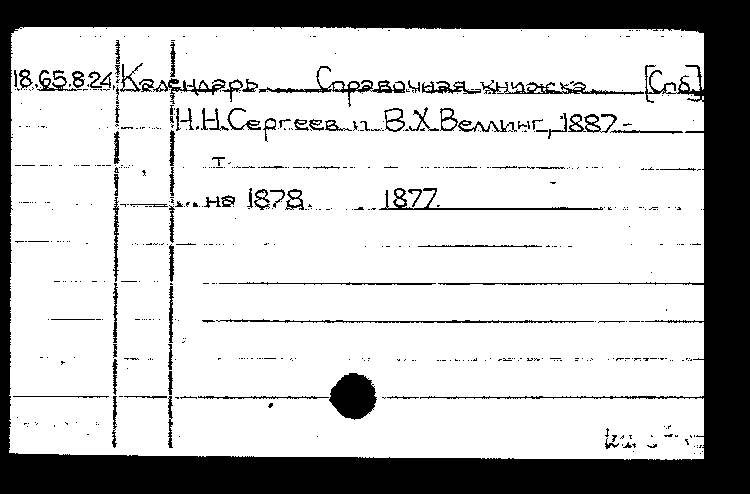 18.65.8.24 Календарь ... Справочная книжка [Спб]
Н.Н.Сергеев и В.Х.Веллинг, 1887-
т
... на 1878. 1877.